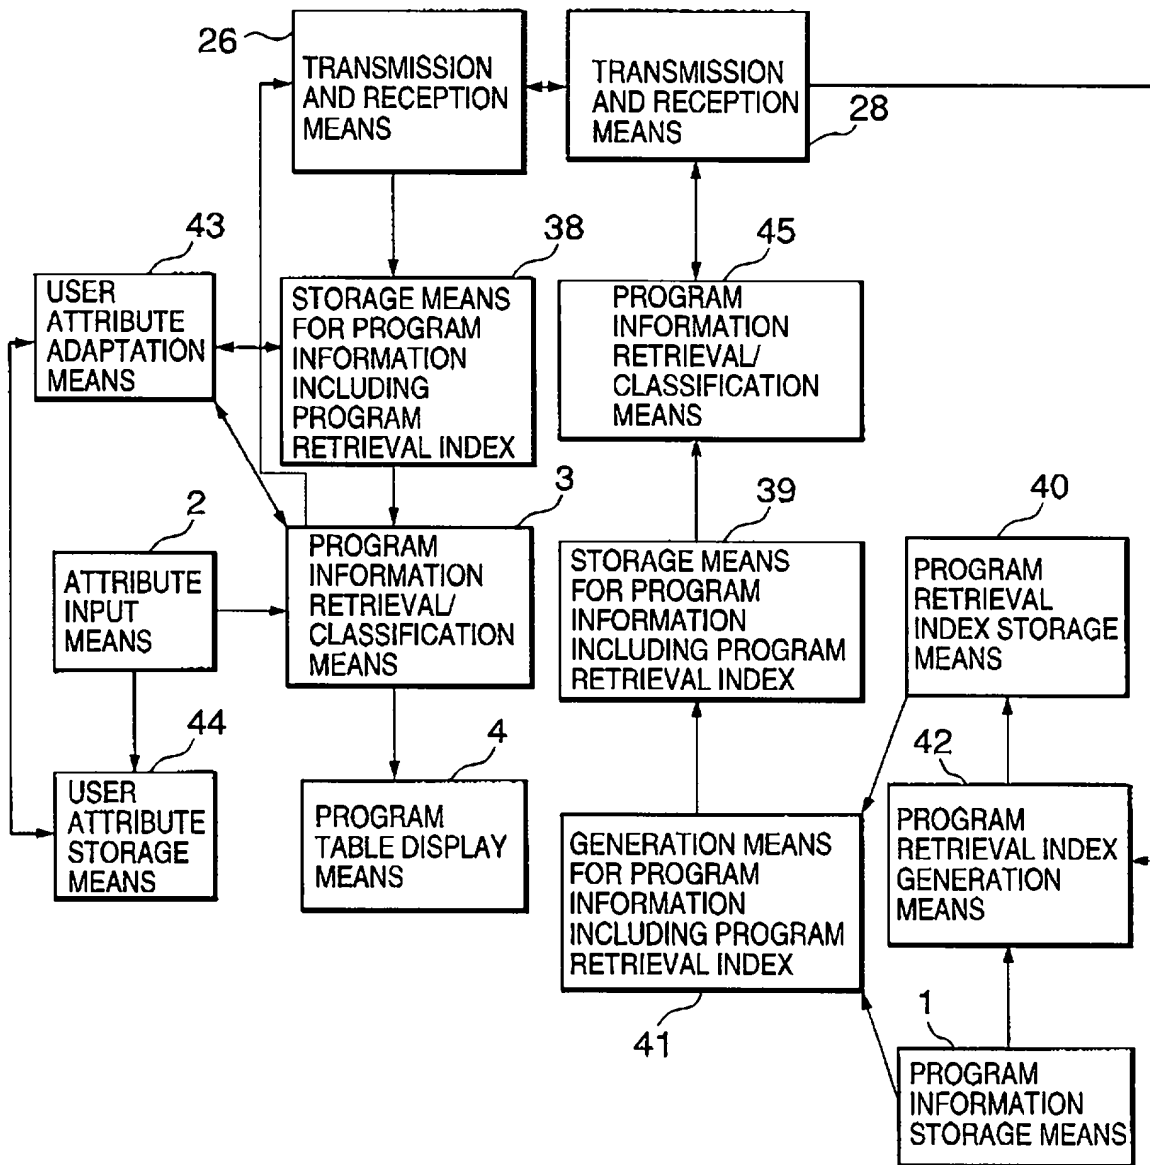 26
TRANSMISSION
AND RECEPTION
MEANS
TRANSMISSION
AND RECEPTION
MEANS
28
43
USER
ATTRIBUTE
ADAPTATION
MEANS
38
STORAGE MEANS
FOR PROGRAM
INFORMATION
INCLUDING
PROGRAM
RETRIEVAL INDEX
45
PROGRAM
INFORMATION
RETRIEVAL/
CLASSIFICATION
MEANS
2
ATTRIBUTE
INPUT
MEANS
3
PROGRAM
INFORMATION
RETRIEVAL/
CLASSIFICATION
MEANS
39
STORAGE MEANS
FOR PROGRAM
INFORMATION
INCLUDING PROGRAM
RETRIEVAL INDEX
40
PROGRAM
RETRIEVAL
INDEX STORAGE
MEANS
44
USER
ATTRIBUTE
STORAGE
MEANS
4
PROGRAM
TABLE DISPLAY
MEANS
GENERATION MEANS
FOR PROGRAM
INFORMATION
INCLUDING PROGRAM
RETRIEVAL INDEX
41
42
PROGRAM
RETRIEVAL INDEX
GENERATION
MEANS
1
PROGRAM
INFORMATION
STORAGE MEANS